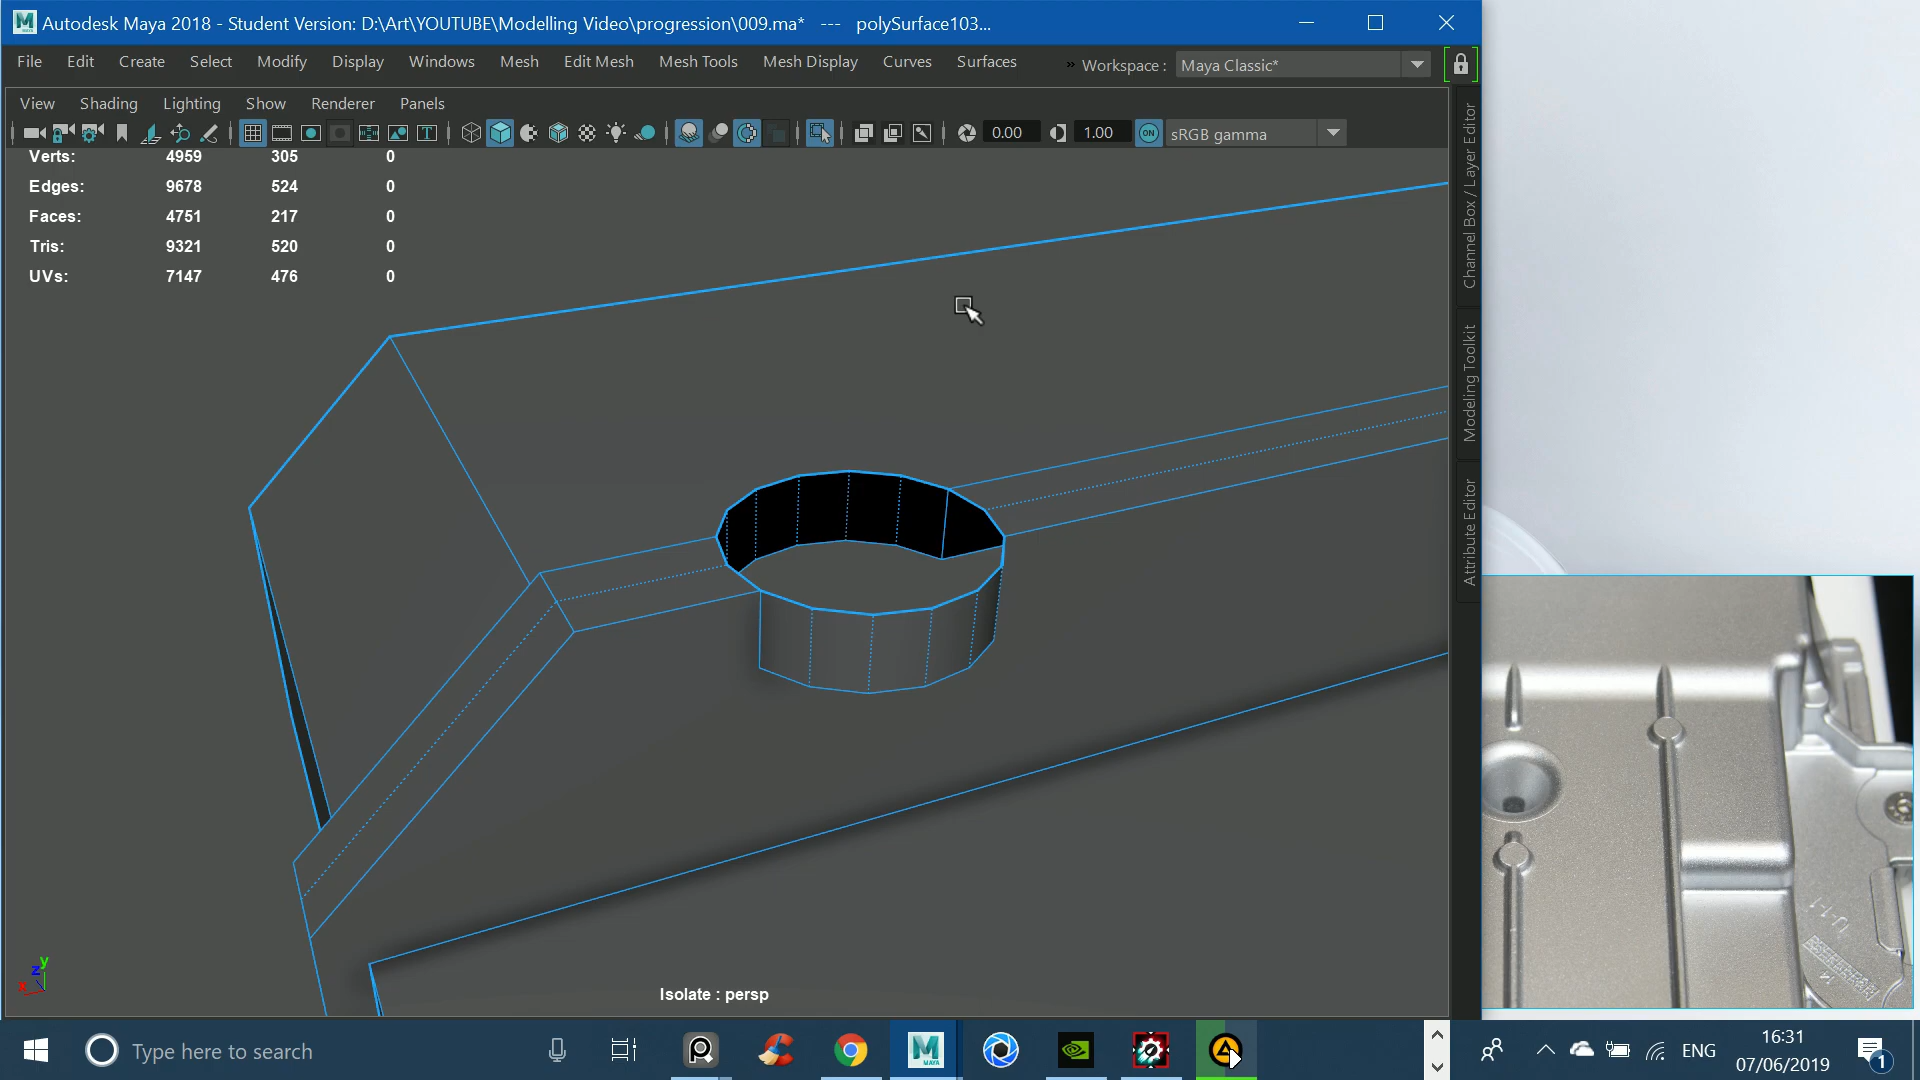 Autodesk Maya 2018 - Student Version: D:\Art\YOUTUBE\Modelling Video\progression\009.ma* --- polySurface103...
File Edit Create Select Modify Display Windows Mesh Edit Mesh Mesh Tools Mesh Display Curves Surfaces » Workspace : Maya Classic*
View Shading Lighting Show Renderer Panels
0.00 1.00 ON sRGB gamma
Verts: 4959 305 0
Edges: 9678 524 0
Faces: 4751 217 0
Tris: 9321 520 0
UVs: 7147 476 0
Channel Box / Layer Editor
Modeling Toolkit
Attribute Editor
y
z
x
Isolate : persp
Type here to search
MAYA
ENG
16:31
07/06/2019
1